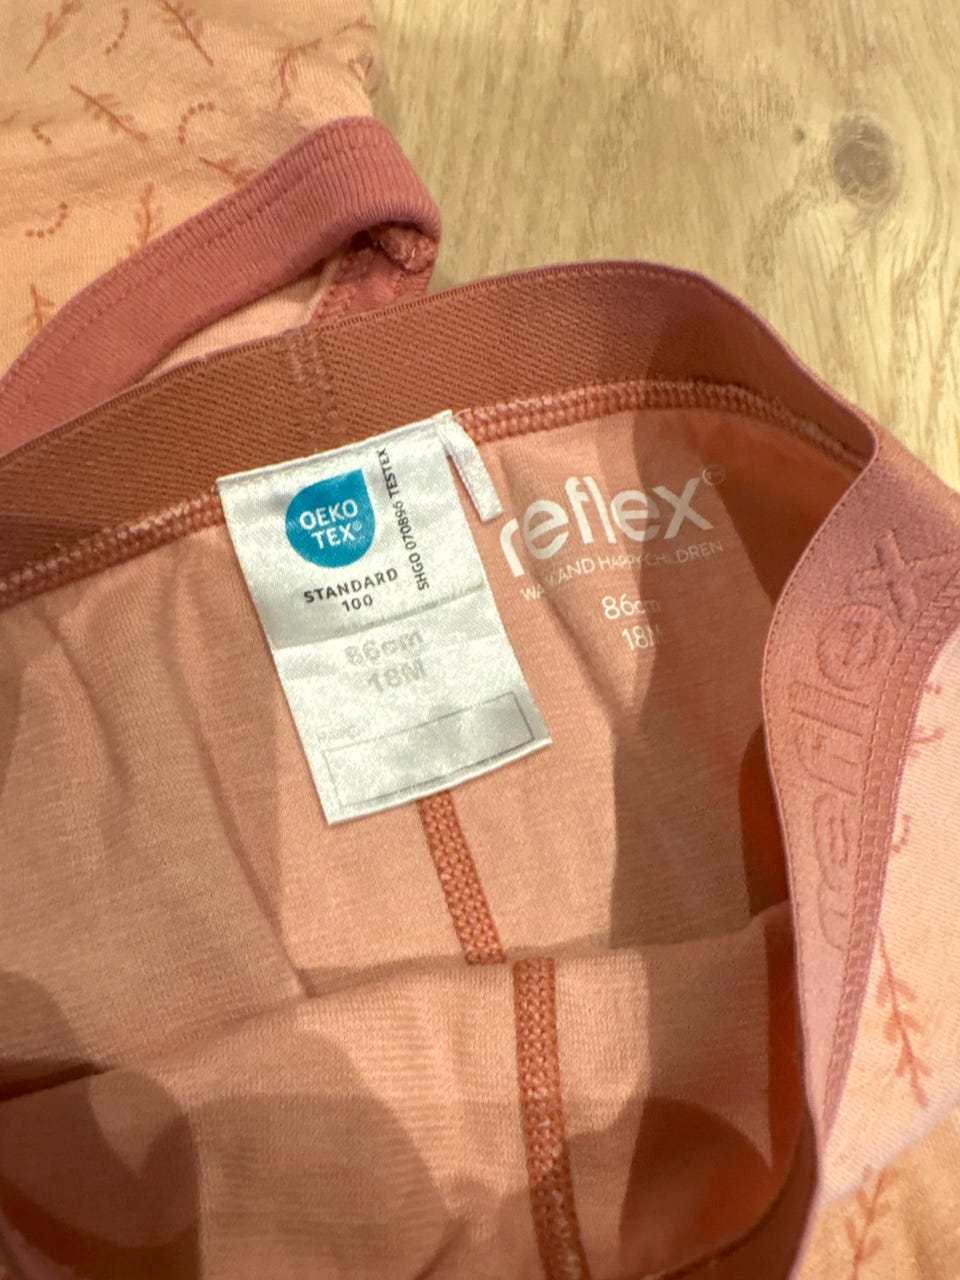 OEKO
TEX®
SHGO 070896 TESTEX
STANDARD
100
86cm
18M
reflex
WARM AND HAPPY CHILDREN
86cm
18M
reflex